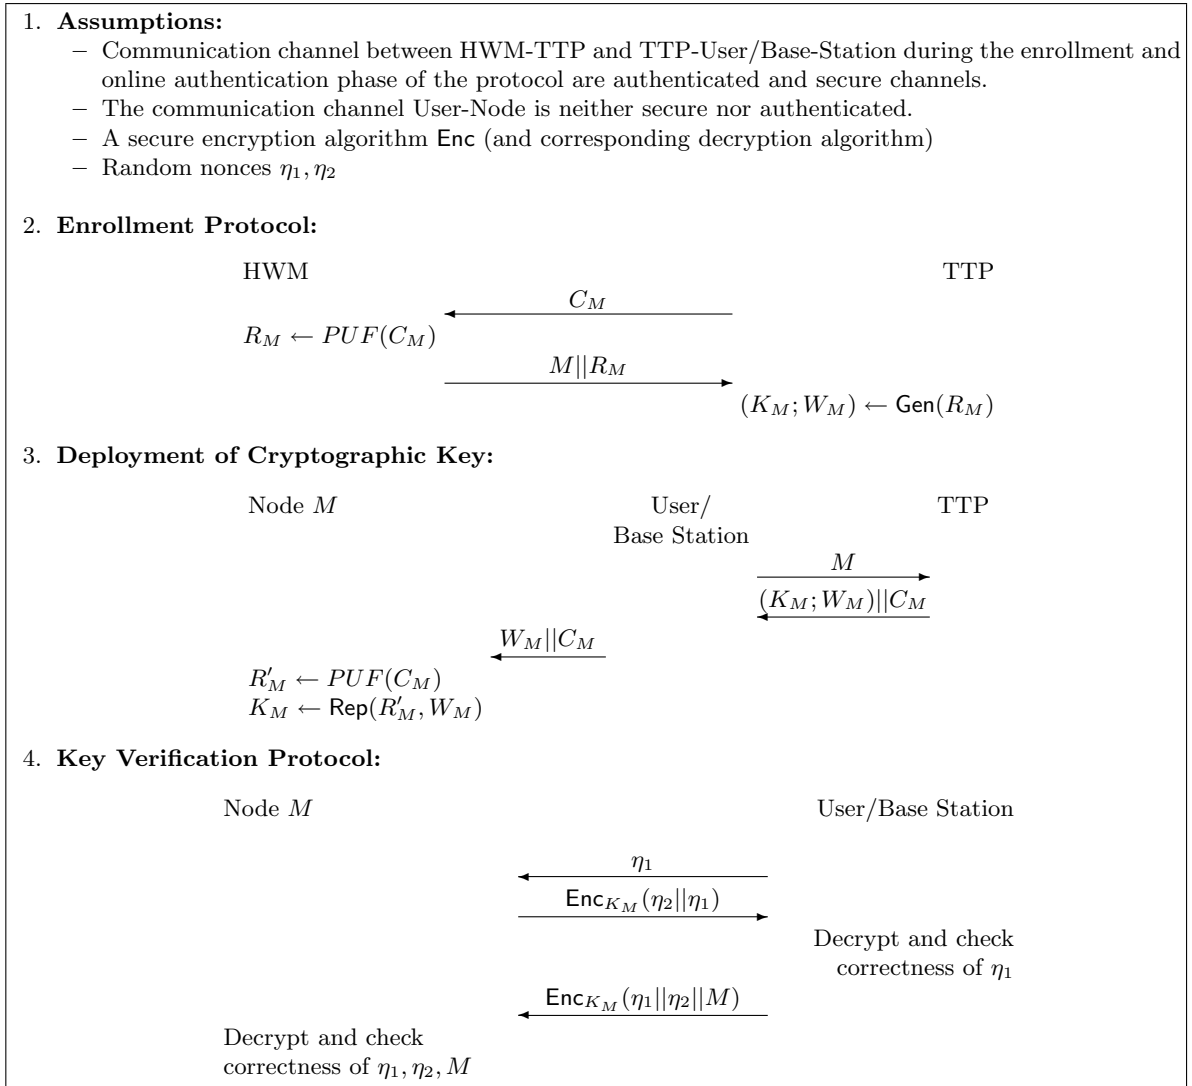 1. Assumptions:
– Communication channel between HWM-TTP and TTP-User/Base-Station during the enrollment and
online authentication phase of the protocol are authenticated and secure channels.
– The communication channel User-Node is neither secure nor authenticated.
– A secure encryption algorithm Enc (and corresponding decryption algorithm)
– Random nonces η₁, η₂
2. Enrollment Protocol:
HWM TTP
C_M
R_M ← PUF(C_M)
M||R_M
(K_M; W_M) ← Gen(R_M)
3. Deployment of Cryptographic Key:
Node M User/ TTP
Base Station
M
(K_M; W_M)||C_M
W_M||C_M
R′_M ← PUF(C_M)
K_M ← Rep(R′_M, W_M)
4. Key Verification Protocol:
Node M User/Base Station
η₁
Enc_{K_M}(η₂||η₁)
Decrypt and check
correctness of η₁
Enc_{K_M}(η₁||η₂||M)
Decrypt and check
correctness of η₁, η₂, M